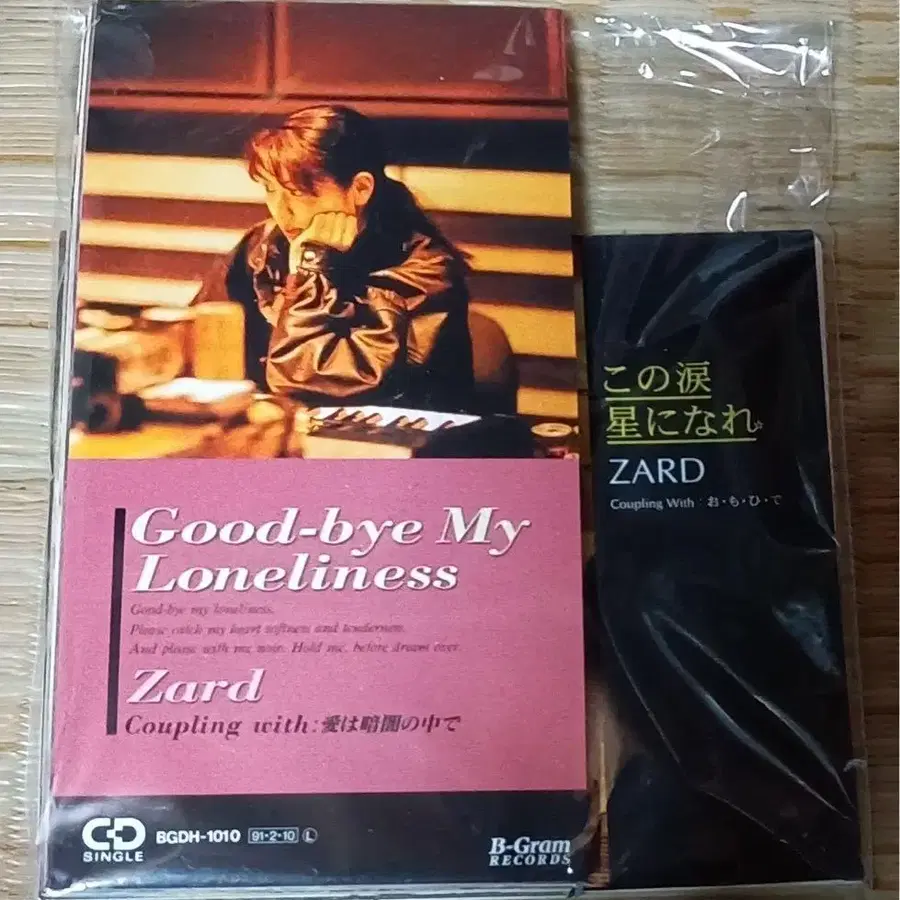 Good-bye My
Loneliness
Good-bye my loneliness.
Please catch my heart softness and tenderness.
And please with me now. Hold me, before dream over.
Zard
Coupling with:愛は暗闇の中で
CD
SINGLE
BGDH-1010 91・2・10 L
B-Gram
RECORDS
この涙
星になれ
ZARD
Coupling With : お・も・ひ・で